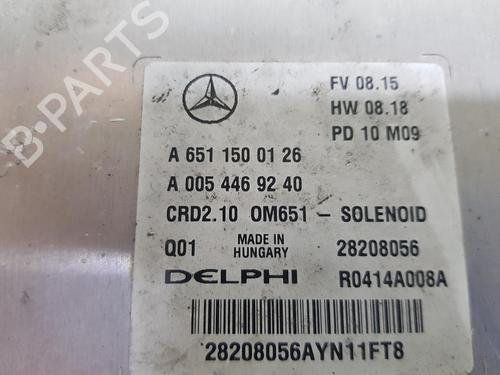 FV 08.15
HW 08.18
PD 10 M09
A 651 150 01 26
A 005 446 92 40
CRD2.10 OM651 - SOLENOID
Q01 MADE IN HUNGARY 28208056
DELPHI R0414A008A
28208056AYN11FT8
B-Parts